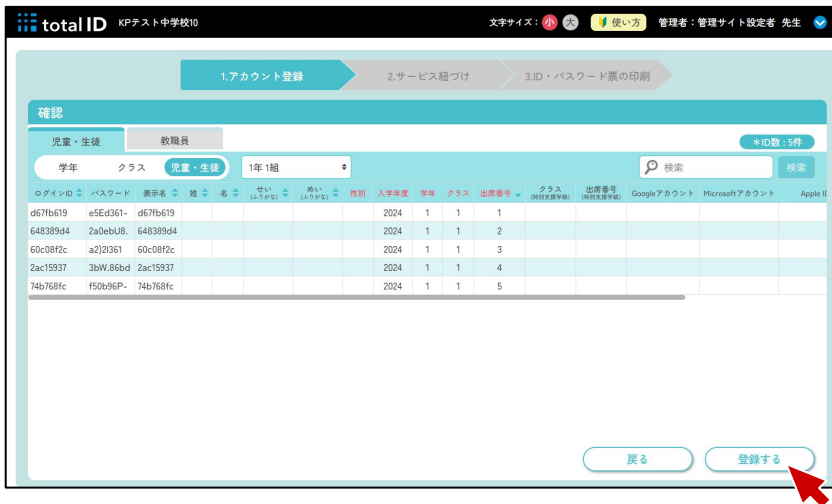 total ID KPテスト中学校10 文字サイズ: 小 大 使い方 管理者:管理サイト設定者 先生
1.アカウント登録 2.サービス紐づけ 3.ID・パスワード票の印刷
確認
児童・生徒 教職員 *ID数:5件
学年 クラス 児童・生徒 1年1組 検索 検索
ログインID パスワード 表示名 姓 名 せい(ふりがな) めい(ふりがな) 性別 入学年度 学年 クラス 出席番号 クラス(特別支援学級) 出席番号(特別支援学級) Googleアカウント Microsoftアカウント Apple I
d67fb619 e5Ed361- d67fb619 2024 1 1 1
648389d4 2a0ebU8. 648389d4 2024 1 1 2
60c08f2c a2)2l361 60c08f2c 2024 1 1 3
2ac15937 3bW.86bd 2ac15937 2024 1 1 4
74b768fc f50b96P- 74b768fc 2024 1 1 5
戻る 登録する